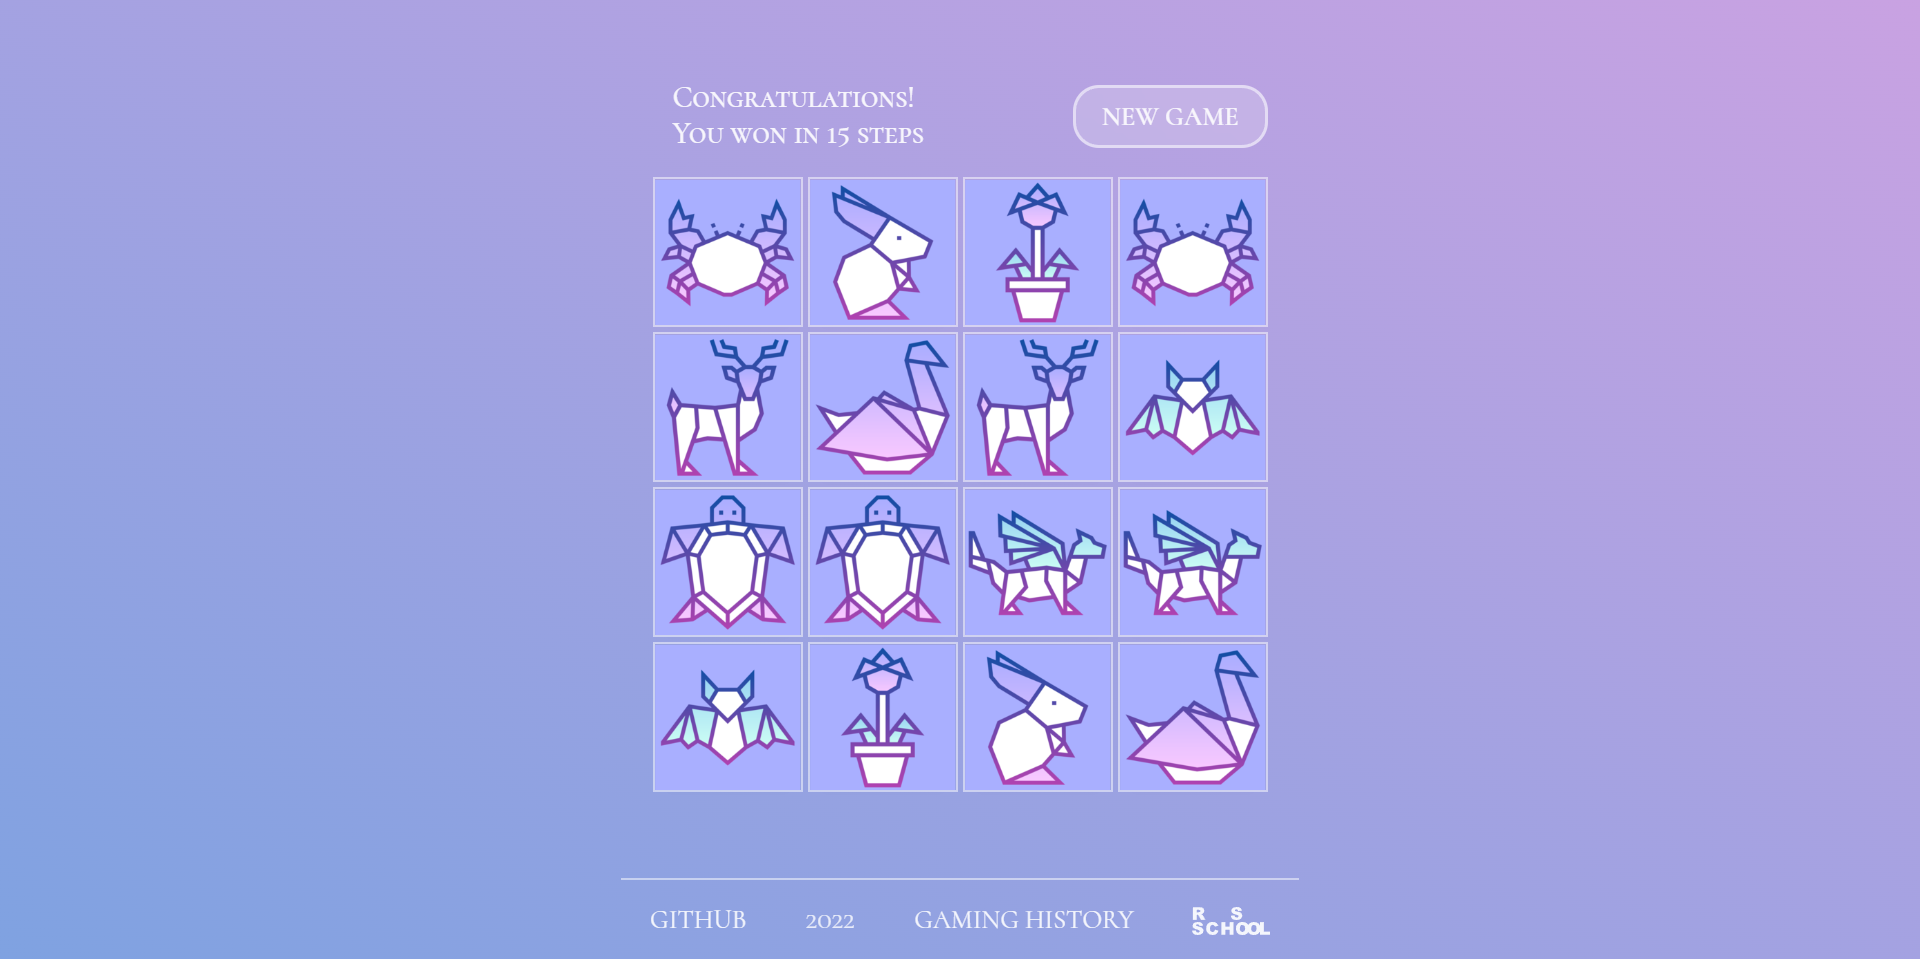 Congratulations!
You won in 15 steps
NEW GAME
GITHUB
2022
GAMING HISTORY
R S
SCHOOL